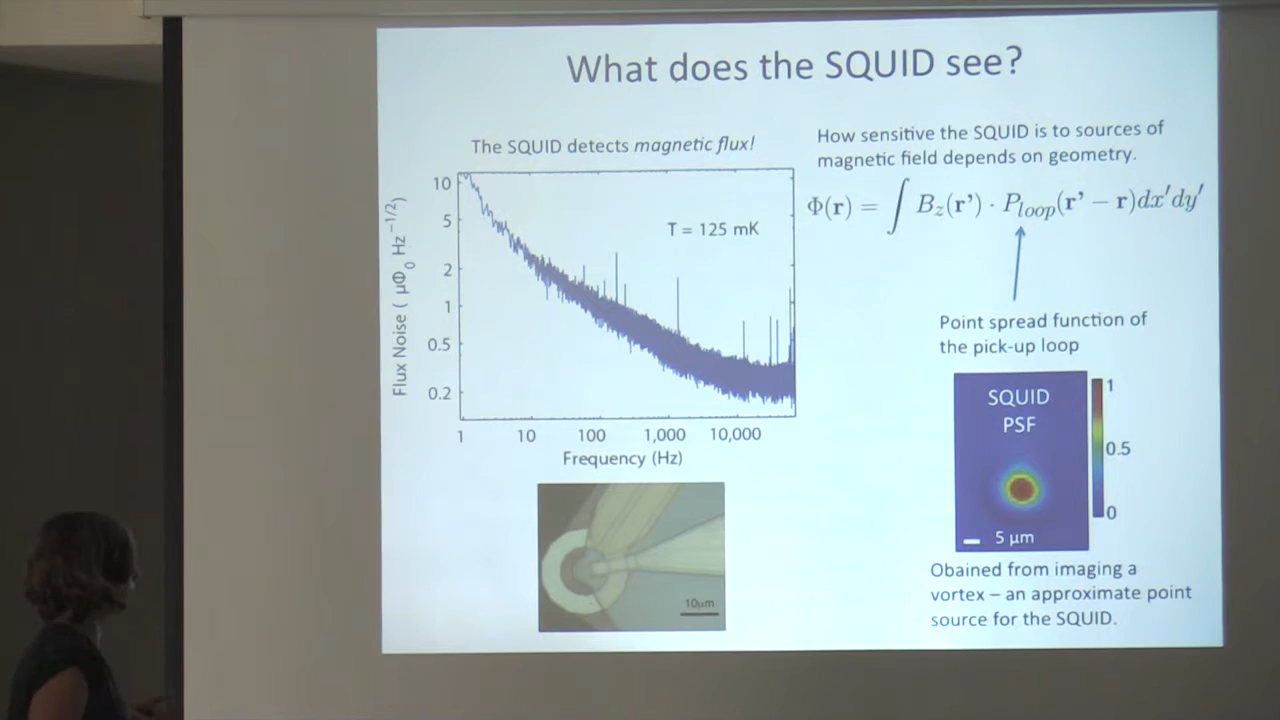 What does the SQUID see?
The SQUID detects magnetic flux!
Flux Noise ( μΦ₀ Hz⁻¹/²)
10
5
2
1
0.5
0.2
T = 125 mK
1 10 100 1,000 10,000
Frequency (Hz)
10μm
How sensitive the SQUID is to sources of
magnetic field depends on geometry.
Φ(r) = ∫ B_z(r') · P_loop(r' − r)dx'dy'
Point spread function of
the pick-up loop
SQUID
PSF
5 μm
1
0.5
0
Obained from imaging a
vortex – an approximate point
source for the SQUID.